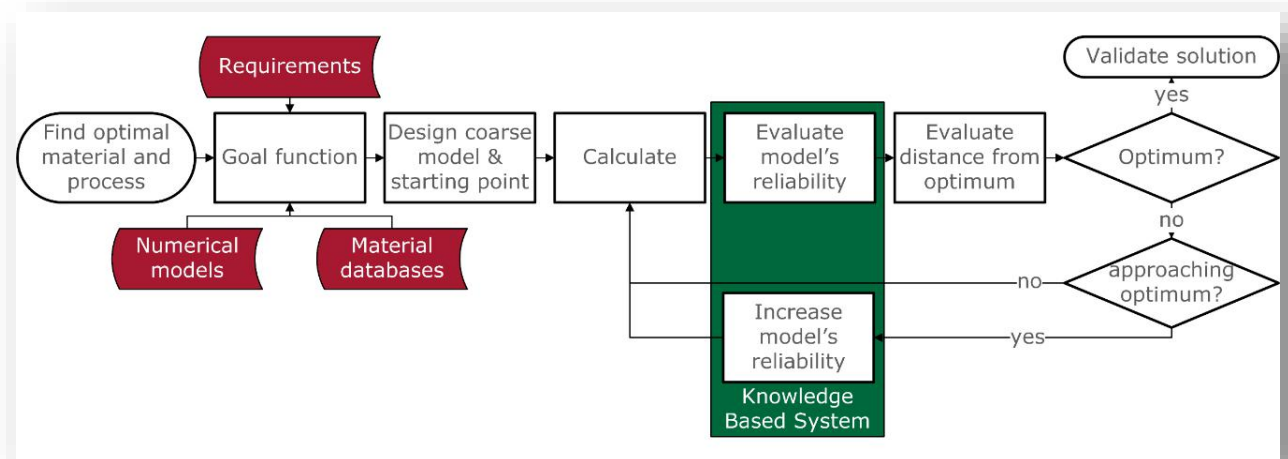 Requirements
Find optimal
material and
process
Goal function
Design coarse
model &
starting point
Calculate
Evaluate
model's
reliability
Evaluate
distance from
optimum
Optimum?
yes
Validate solution
no
approaching
optimum?
no
yes
Numerical
models
Material
databases
Increase
model's
reliability
Knowledge
Based System